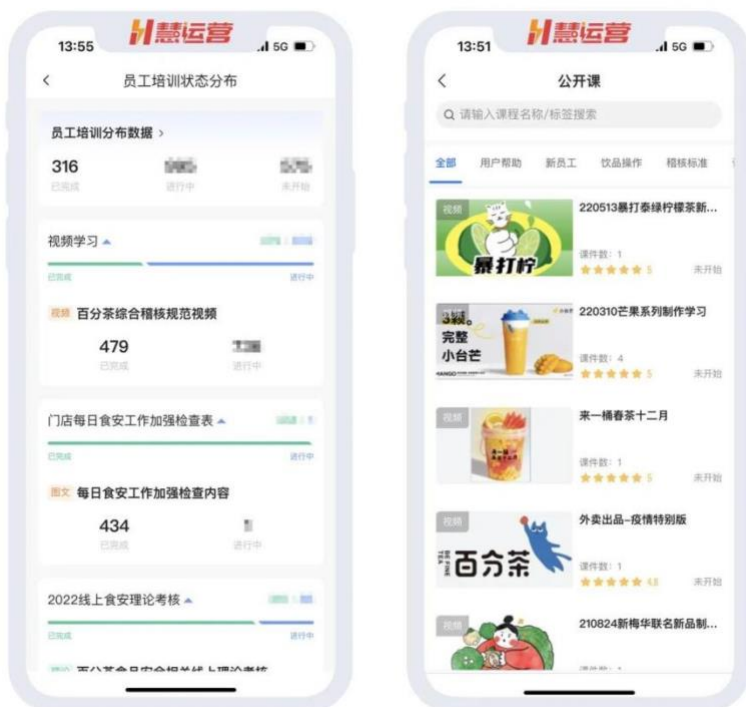 慧运营
13:55
5G
员工培训状态分布
员工培训分布数据
316
已完成
进行中
未开始
视频学习
已完成
进行中
视频
百分茶综合稽核规范视频
479
已完成
进行中
门店每日食安工作加强检查表
已完成
进行中
图文
每日食安工作加强检查内容
434
已完成
进行中
2022线上食安理论考核
已完成
进行中
慧运营
13:51
5G
公开课
请输入课程名称/标签搜索
全部
用户帮助
新员工
饮品操作
稽核标准
视频
暴打柠
220513暴打泰绿柠檬茶新...
课件数：1
5
未开始
3颗。
完整
小台芒
220310芒果系列制作学习
课件数：4
5
未开始
视频
来一桶春茶十二月
课件数：1
5
未开始
视频
百分茶
外卖出品-疫情特别版
课件数：1
4.8
未开始
视频
210824新梅华联名新品制...